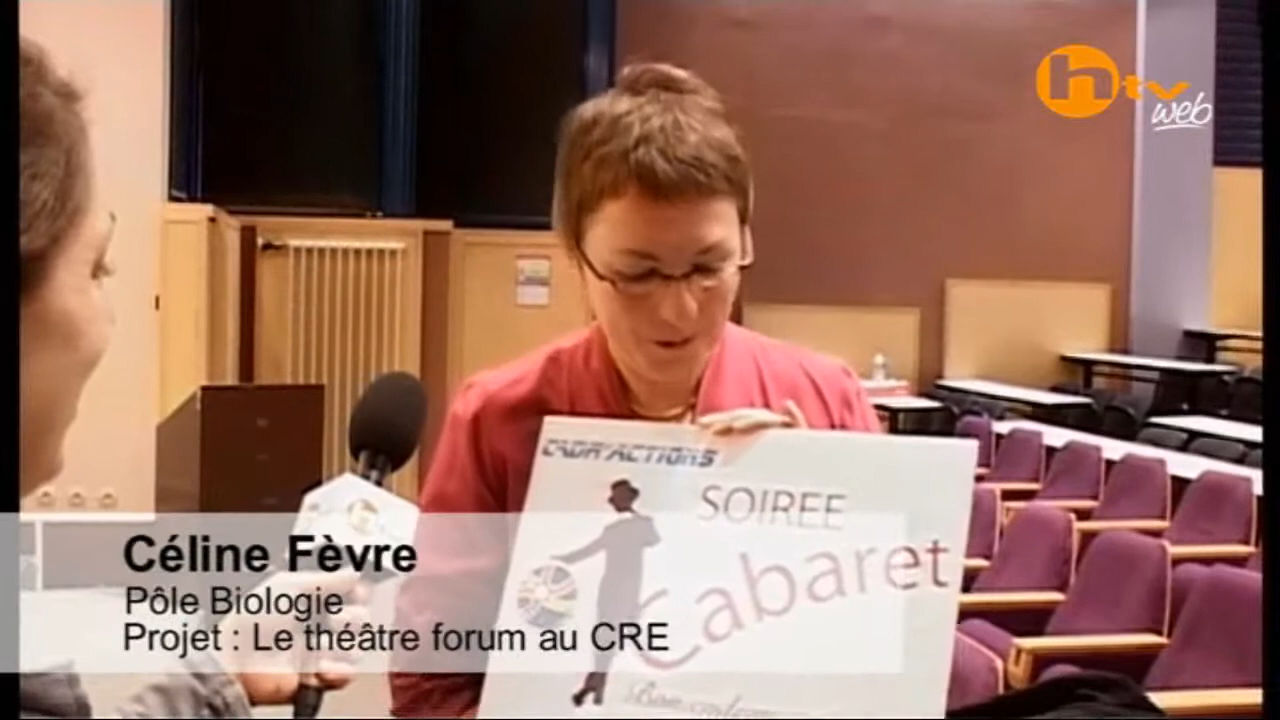 htv
web
CADR'ACTIONS
SOIREE
Cabaret
Céline Fèvre
Pôle Biologie
Projet : Le théâtre forum au CRE